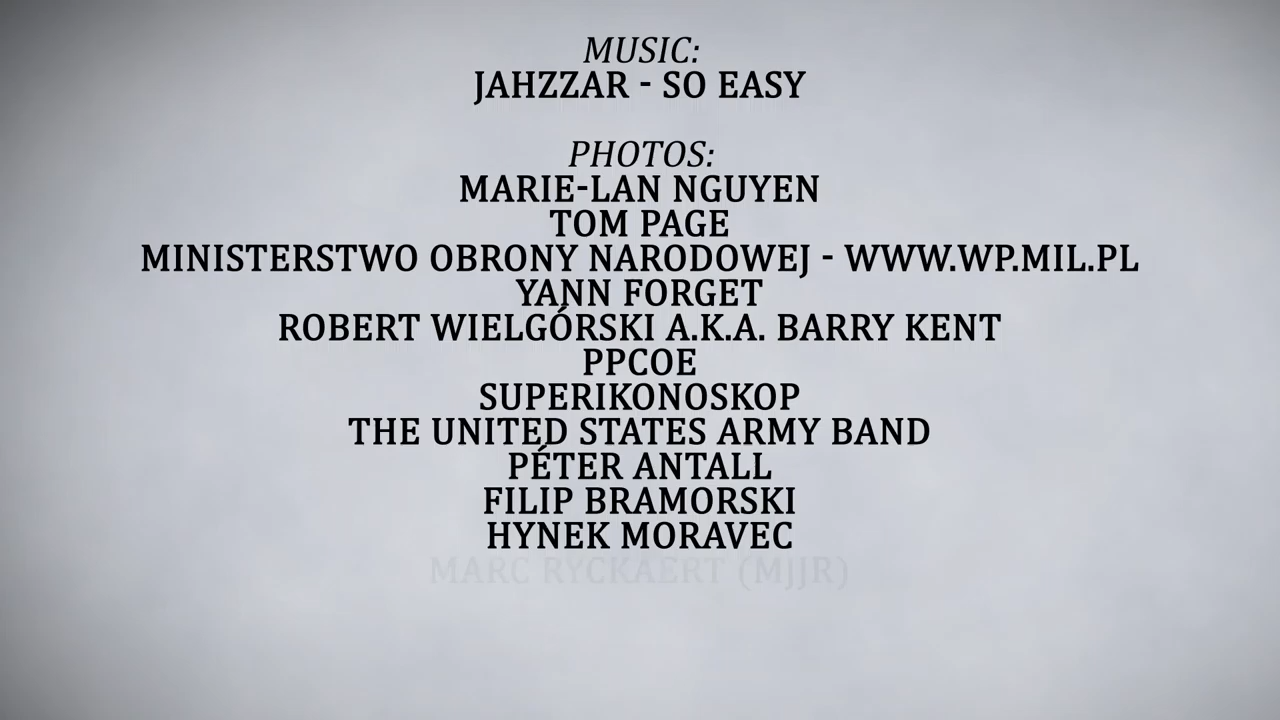 MUSIC:
JAHZZAR - SO EASY
PHOTOS:
MARIE-LAN NGUYEN
TOM PAGE
MINISTERSTWO OBRONY NARODOWEJ - WWW.WP.MIL.PL
YANN FORGET
ROBERT WIELGÓRSKI A.K.A. BARRY KENT
PPCOE
SUPERIKONOSKOP
THE UNITED STATES ARMY BAND
PÉTER ANTALL
FILIP BRAMORSKI
HYNEK MORAVEC
MARC RYCKAERT (MJJR)